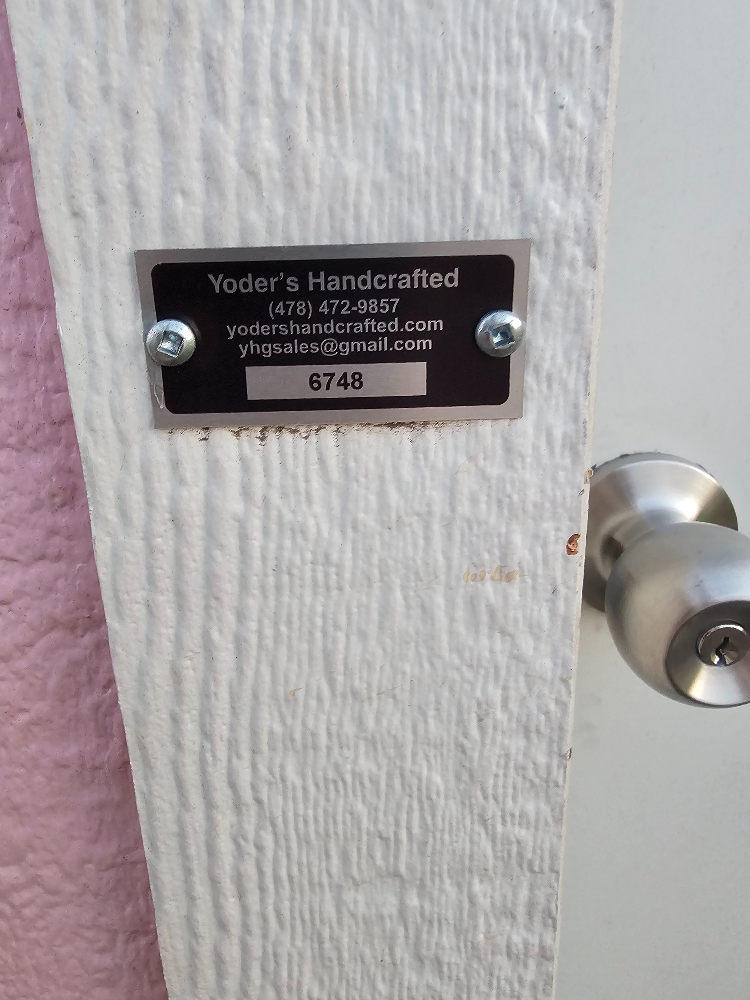 Yoder's Handcrafted
(478) 472-9857
yodershandcrafted.com
yhgsales@gmail.com
6748